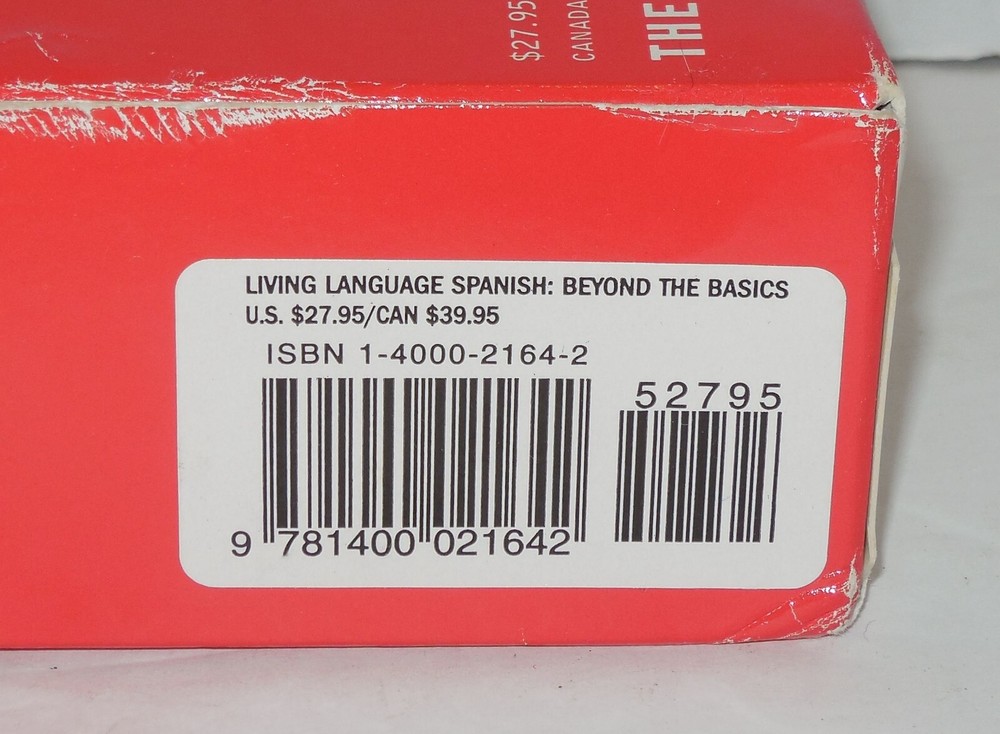 $27.95
CANADA
THE
LIVING LANGUAGE SPANISH: BEYOND THE BASICS
U.S. $27.95/CAN $39.95
ISBN 1-4000-2164-2
52795
9 781400 021642